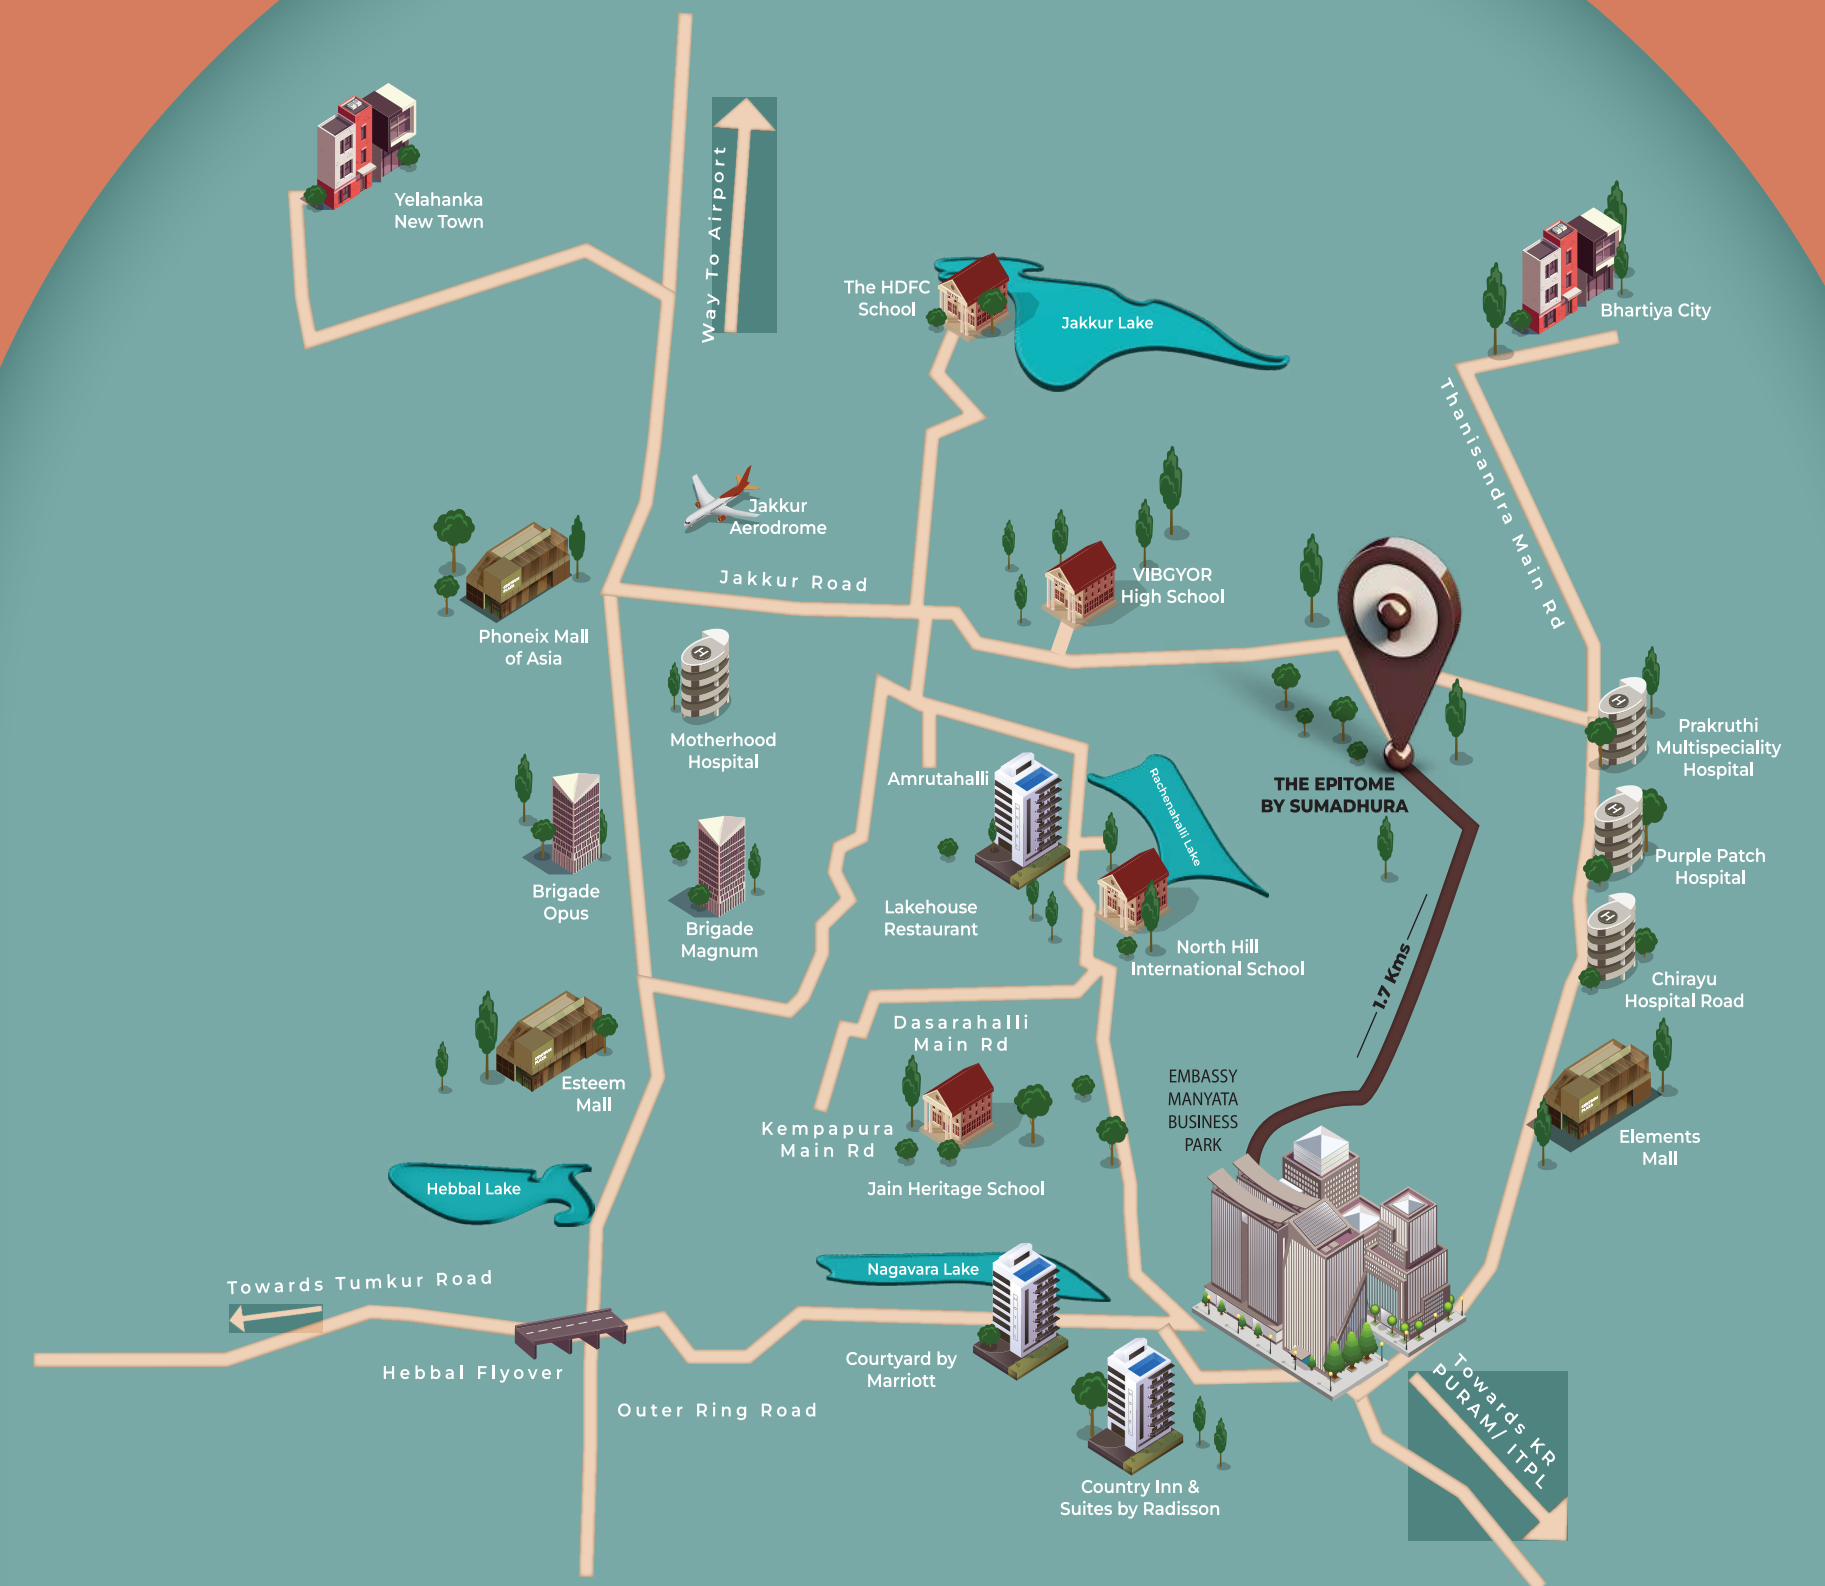 Yelahanka
New Town
Way To Airport
The HDFC
School
Jakkur Lake
Bhartiya City
Thanisandra Main Rd
Jakkur
Aerodrome
Jakkur Road
VIBGYOR
High School
Phoneix Mall
of Asia
Motherhood
Hospital
Amrutahalli
Rachenahalli Lake
THE EPITOME
BY SUMADHURA
Prakruthi
Multispeciality
Hospital
Purple Patch
Hospital
Brigade
Opus
Brigade
Magnum
Lakehouse
Restaurant
North Hill
International School
1.7 Kms
Chirayu
Hospital Road
Dasarahalli
Main Rd
Esteem
Mall
EMBASSY
MANYATA
BUSINESS
PARK
Kempapura
Main Rd
Elements
Mall
Jain Heritage School
Hebbal Lake
Nagavara Lake
Towards Tumkur Road
Hebbal Flyover
Courtyard by
Marriott
Outer Ring Road
Towards KR
PURAM/ ITPL
Country Inn &
Suites by Radisson
H
H
H
H